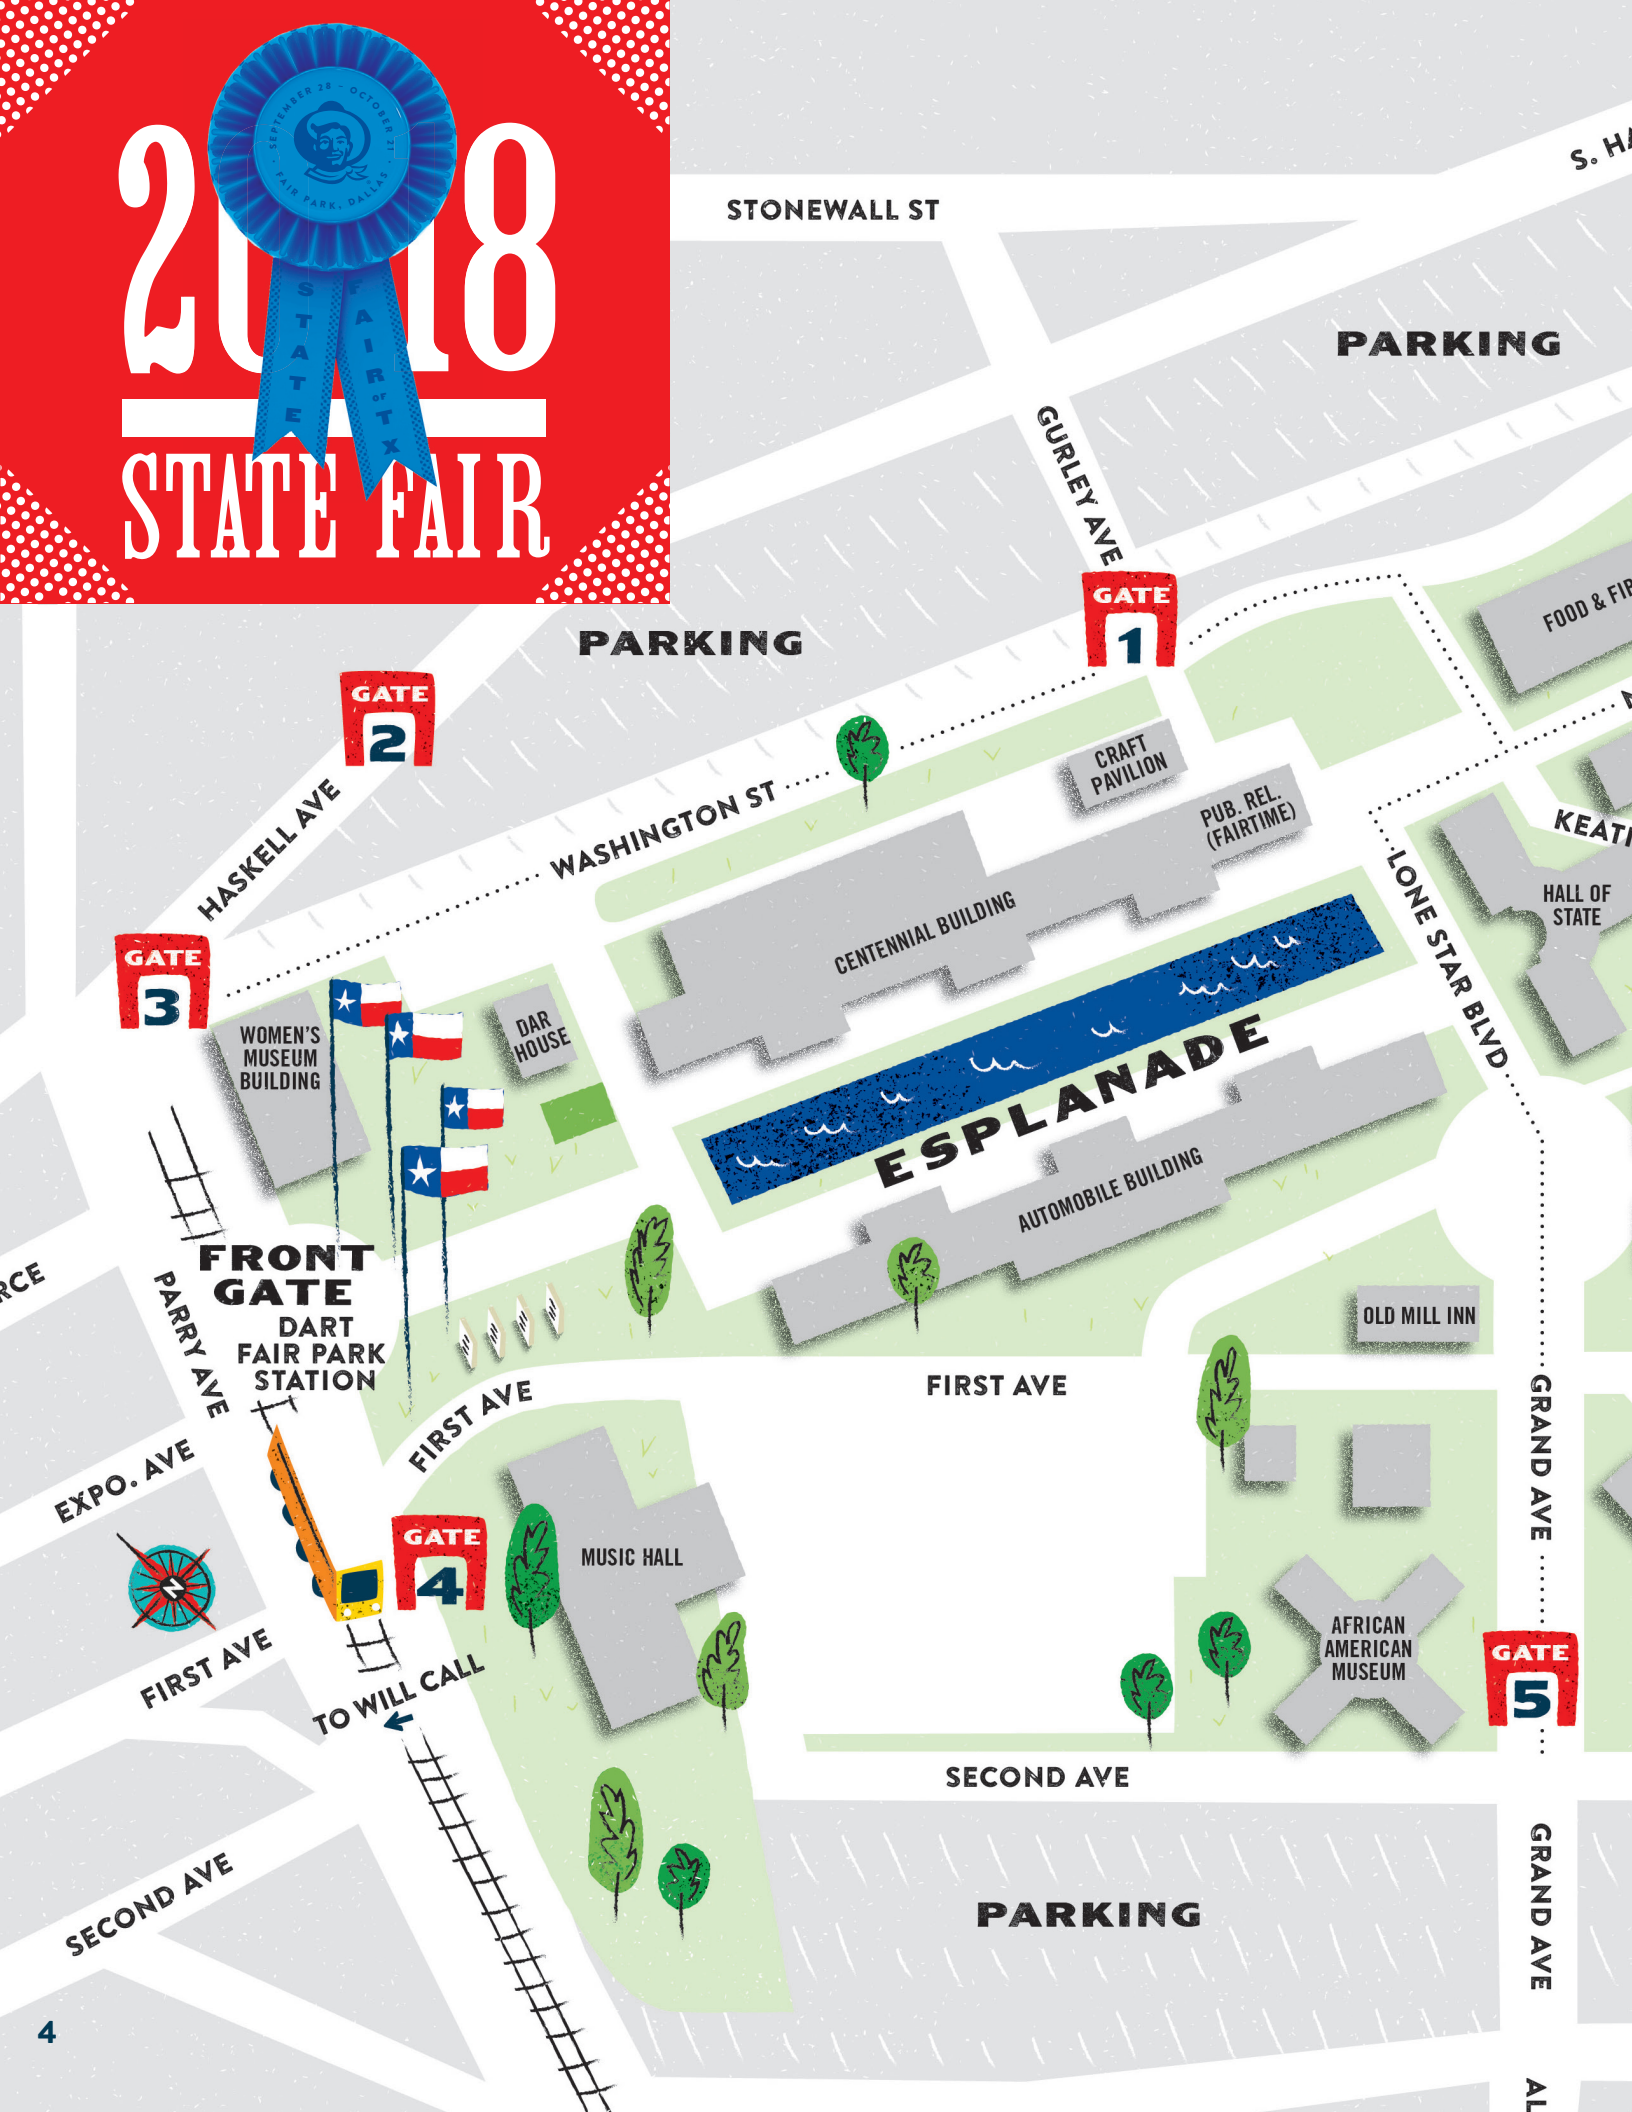 SEPTEMBER 28 - OCTOBER 21
FAIR PARK, DALLAS
2018
STATE
FAIR OF TX
STATE FAIR
STONEWALL ST
S. HA
PARKING
GURLEY AVE
GATE
1
FOOD & FIB
PARKING
GATE
2
CRAFT
PAVILION
PUB. REL.
(FAIRTIME)
WASHINGTON ST
HASKELL AVE
KEATI
LONE STAR BLVD
HALL OF
STATE
CENTENNIAL BUILDING
GATE
3
WOMEN'S
MUSEUM
BUILDING
DAR
HOUSE
ESPLANADE
AUTOMOBILE BUILDING
FRONT
GATE
DART
FAIR PARK
STATION
RCE
PARRY AVE
OLD MILL INN
FIRST AVE
FIRST AVE
GRAND AVE
EXPO. AVE
GATE
4
MUSIC HALL
N
AFRICAN
AMERICAN
MUSEUM
GATE
5
FIRST AVE
TO WILL CALL
SECOND AVE
GRAND AVE
SECOND AVE
PARKING
4
AL